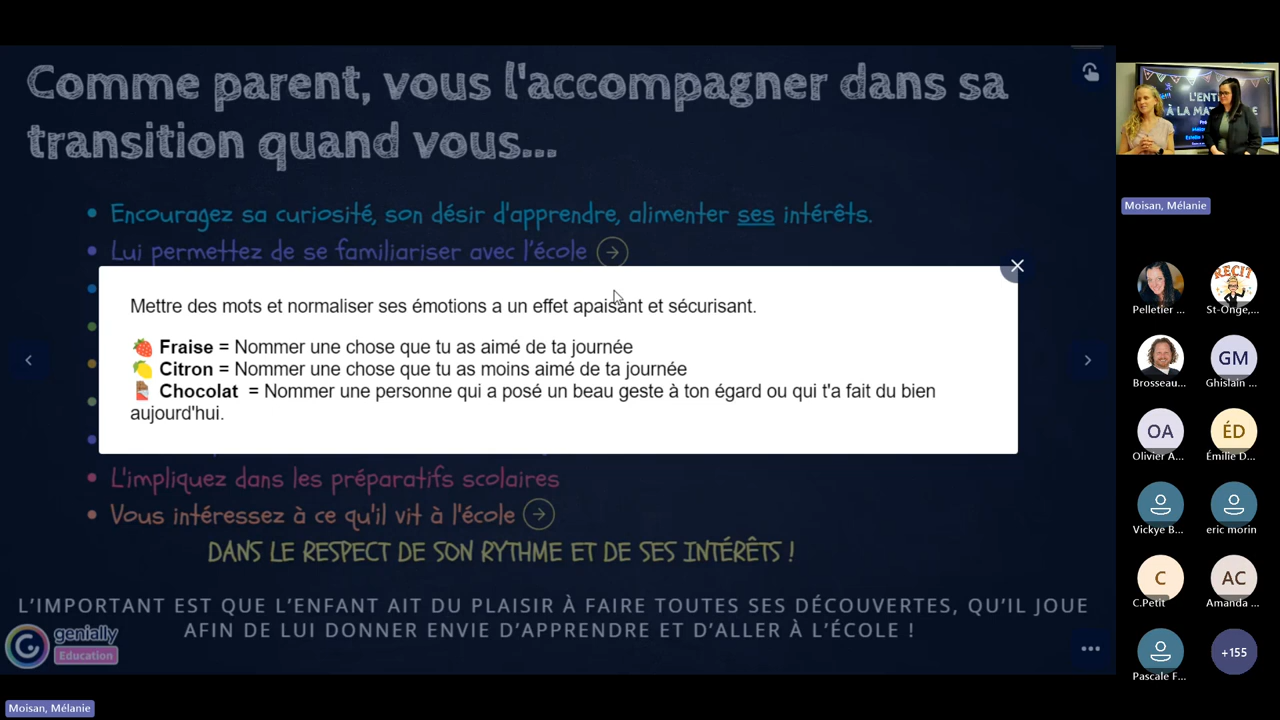 Comme parent, vous l'accompagner dans sa
transition quand vous...
Encouragez sa curiosité, son désir d'apprendre, alimenter ses intérêts.
Lui permettez de se familiariser avec l'école
Mettre des mots et normaliser ses émotions a un effet apaisant et sécurisant.
Fraise = Nommer une chose que tu as aimé de ta journée
Citron = Nommer une chose que tu as moins aimé de ta journée
Chocolat = Nommer une personne qui a posé un beau geste à ton égard ou qui t'a fait du bien
aujourd'hui.
L'impliquez dans les préparatifs scolaires
Vous intéressez à ce qu'il vit à l'école
DANS LE RESPECT DE SON RYTHME ET DE SES INTÉRÊTS !
L'IMPORTANT EST QUE L'ENFANT AIT DU PLAISIR À FAIRE TOUTES SES DÉCOUVERTES, QU'IL JOUE
AFIN DE LUI DONNER ENVIE D'APPRENDRE ET D'ALLER À L'ÉCOLE !
genially
Education
Moisan, Mélanie
L'ENT
À LA MAT
Moisan, Mélanie
Pelletier ...
RÉCIT
St-Onge,...
Brosseau...
GM
Ghislain ...
OA
Olivier A...
ÉD
Émilie D...
Vickye B...
eric morin
C
C.Petit
AC
Amanda ...
Pascale F...
+155